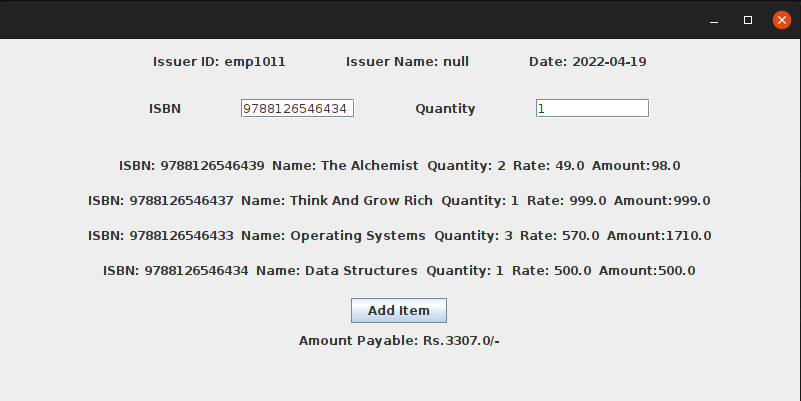 Issuer ID: emp1011 Issuer Name: null Date: 2022-04-19
ISBN 9788126546434 Quantity 1
ISBN: 9788126546439 Name: The Alchemist Quantity: 2 Rate: 49.0 Amount:98.0
ISBN: 9788126546437 Name: Think And Grow Rich Quantity: 1 Rate: 999.0 Amount:999.0
ISBN: 9788126546433 Name: Operating Systems Quantity: 3 Rate: 570.0 Amount:1710.0
ISBN: 9788126546434 Name: Data Structures Quantity: 1 Rate: 500.0 Amount:500.0
Add Item
Amount Payable: Rs.3307.0/-